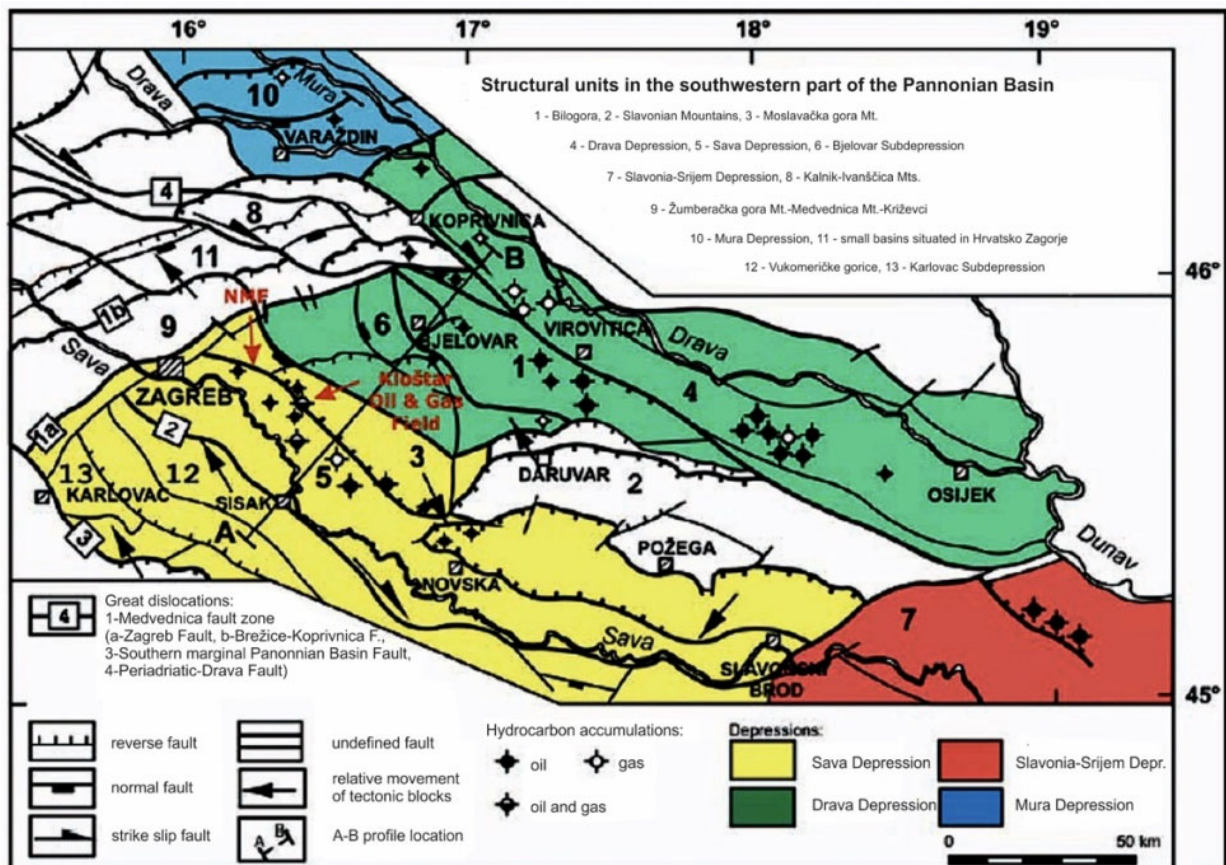 16°
17°
18°
19°
Structural units in the southwestern part of the Pannonian Basin
1 - Bilogora, 2 - Slavonian Mountains, 3 - Moslavačka gora Mt.
4 - Drava Depression, 5 - Sava Depression, 6 - Bjelovar Subdepression
7 - Slavonia-Srijem Depression, 8 - Kalnik-Ivanščica Mts.
9 - Žumberačka gora Mt.-Medvednica Mt.-Križevci
10 - Mura Depression, 11 - small basins situated in Hrvatsko Zagorje
12 - Vukomeričke gorice, 13 - Karlovac Subdepression
Drava
Mura
10
VARAŽDIN
4
8
KOPRIVNICA
B
11
46°
NMF
1b
9
6
BJELOVAR
VIROVITICA
Drava
Sava
ZAGREB
Kloštar
Oil & Gas
Field
1
4
1a
2
3
13
12
5
KARLOVAC
SISAK
DARUVAR
2
OSIJEK
3
A
POŽEGA
Dunav
NOVSKA
7
Sava
SLAVONSKI
BROD
45°
4
Great dislocations:
1-Medvednica fault zone
(a-Zagreb Fault, b-Brežice-Koprivnica F.,
3-Southern marginal Panonnian Basin Fault,
4-Periadriatic-Drava Fault)
reverse fault
normal fault
strike slip fault
undefined fault
relative movement
of tectonic blocks
A B
A-B profile location
Hydrocarbon accumulations:
oil
gas
oil and gas
Depressions:
Sava Depression
Slavonia-Srijem Depr.
Drava Depression
Mura Depression
0 50 km